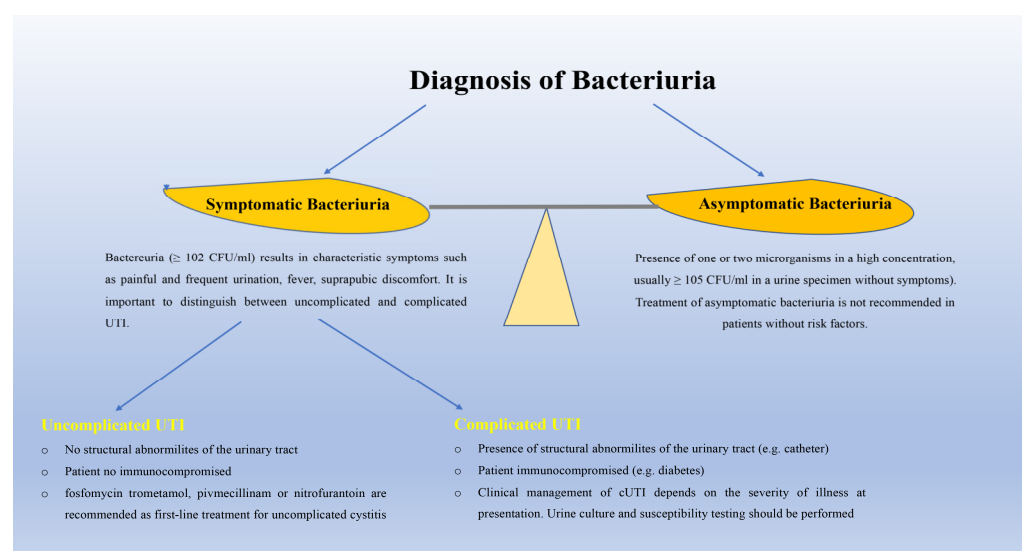 Diagnosis of Bacteriuria
Symptomatic Bacteriuria
Asymptomatic Bacteriuria
Bactereuria (≥ 102 CFU/ml) results in characteristic symptoms such
as painful and frequent urination, fever, suprapubic discomfort. It is
important to distinguish between uncomplicated and complicated
UTI.
Presence of one or two microrganisms in a high concentration,
usually ≥ 105 CFU/ml in a urine specimen without symptoms).
Treatment of asymptomatic bacteriuria is not recommended in
patients without risk factors.
Uncomplicated UTI
o No structural abnormilites of the urinary tract
o Patient no immunocompromised
o fosfomycin trometamol, pivmecillinam or nitrofurantoin are
recommended as first-line treatment for uncomplicated cystitis
Complicated UTI
o Presence of structural abnormilites of the urinary tract (e.g. catheter)
o Patient immunocompromised (e.g. diabetes)
o Clinical management of cUTI depends on the severity of illness at
presentation. Urine culture and susceptibility testing should be performed